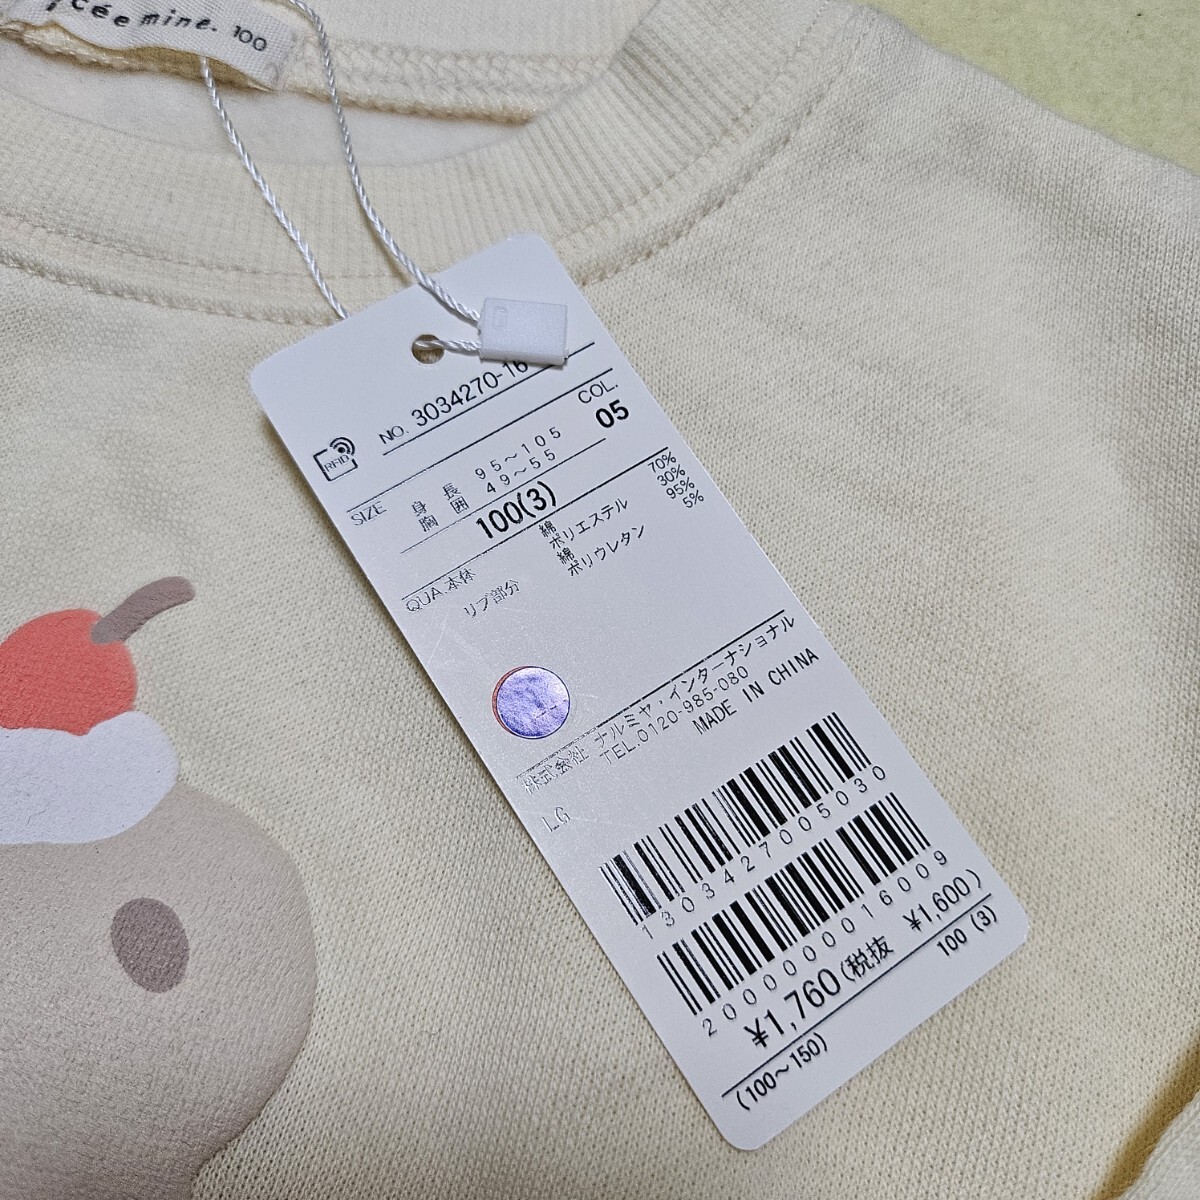 cée mine. 100
NO. 3034270-16
RFID
COL.
05
SIZE 身長 95～105
胸囲 49～55
100(3)
QUA.本体 綿 70%
ポリエステル 30%
リブ部分 綿 95%
ポリウレタン 5%
株式会社 ナルミヤ・インターナショナル
TEL.0120-985-080
MADE IN CHINA
LG
1303427005030
2000000016009
¥1,760(税抜 ¥1,600)
(100～150) 100 (3)